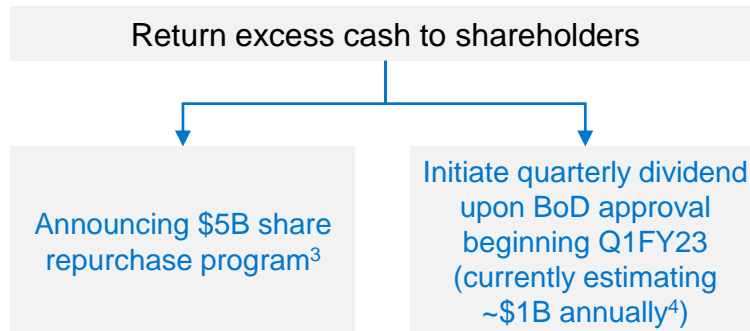 Return excess cash to shareholders
Announcing $5B share
repurchase program³
Initiate quarterly dividend
upon BoD approval
beginning Q1FY23
(currently estimating
~$1B annually⁴)